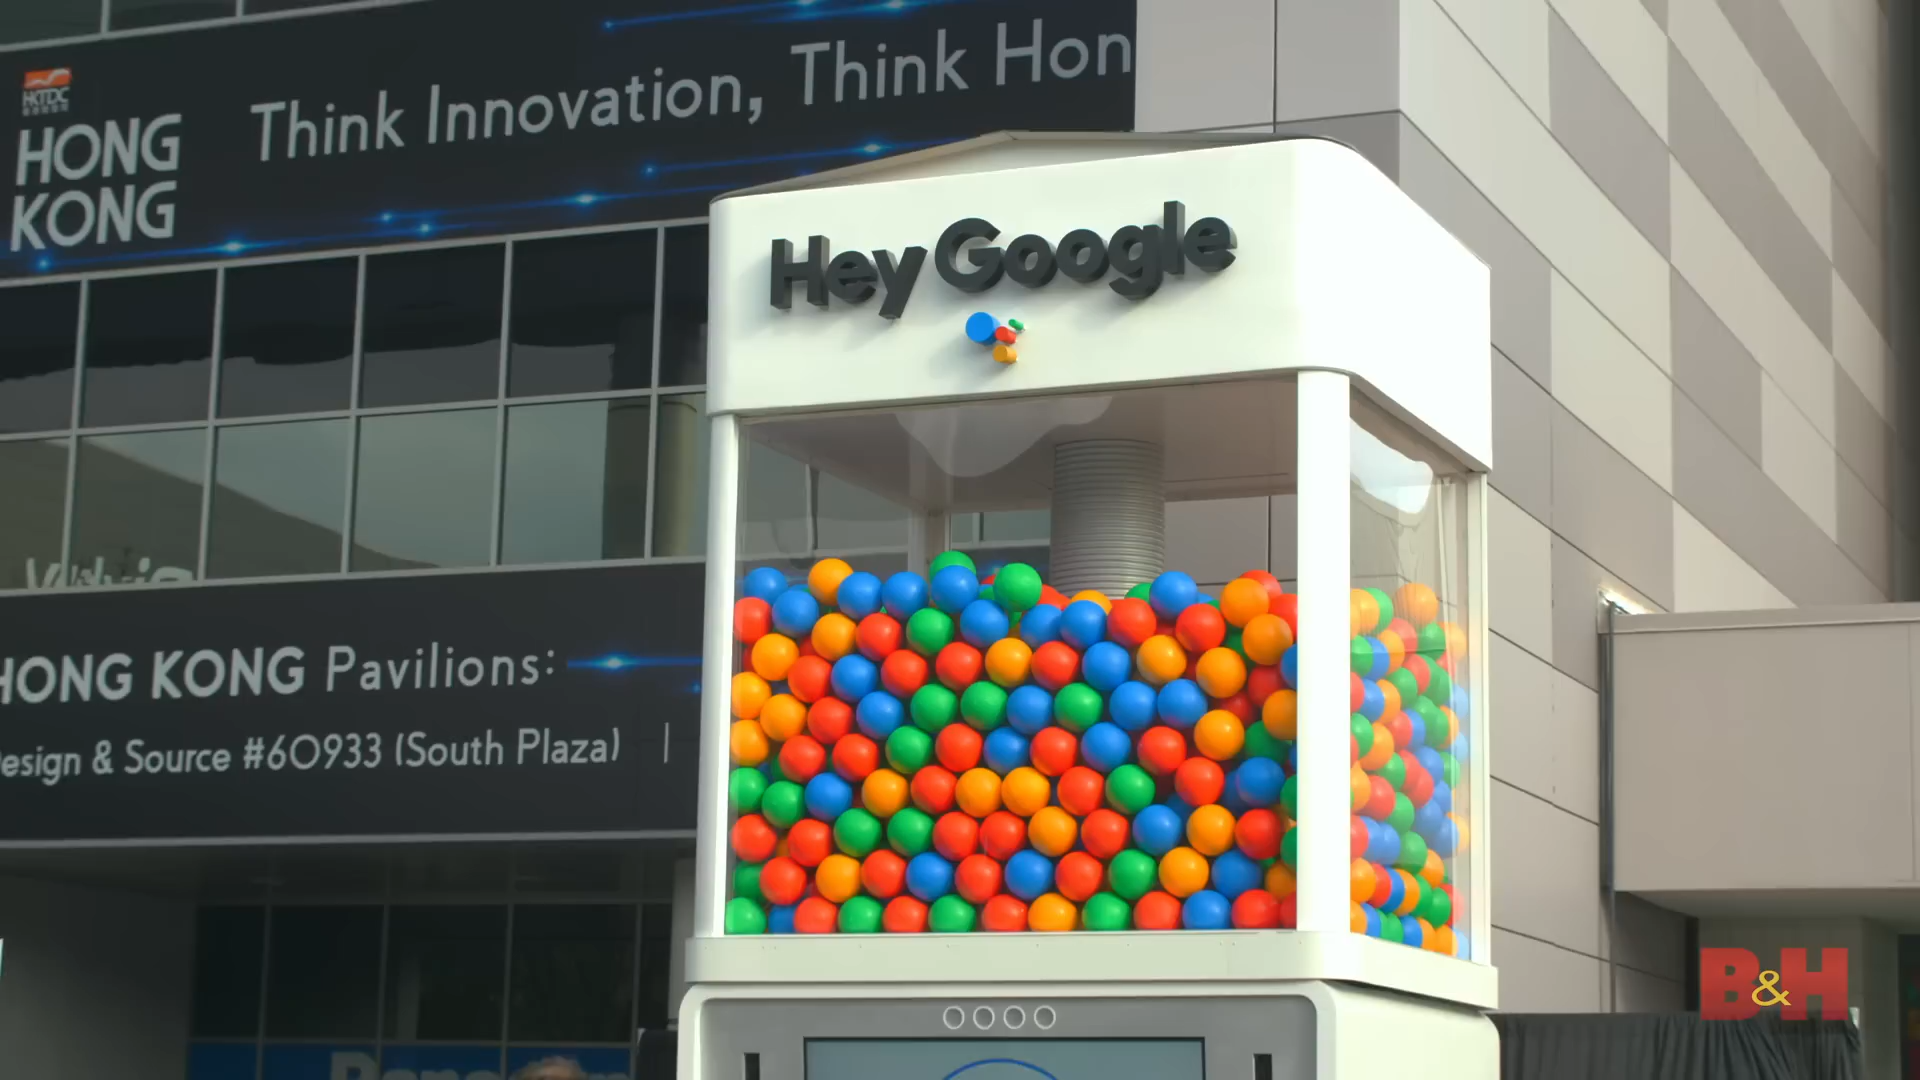 HKTDC
HONG
KONG
Think Innovation, Think Hon
Hey Google
HONG KONG Pavilions:
esign & Source #60933 (South Plaza) |
B&H